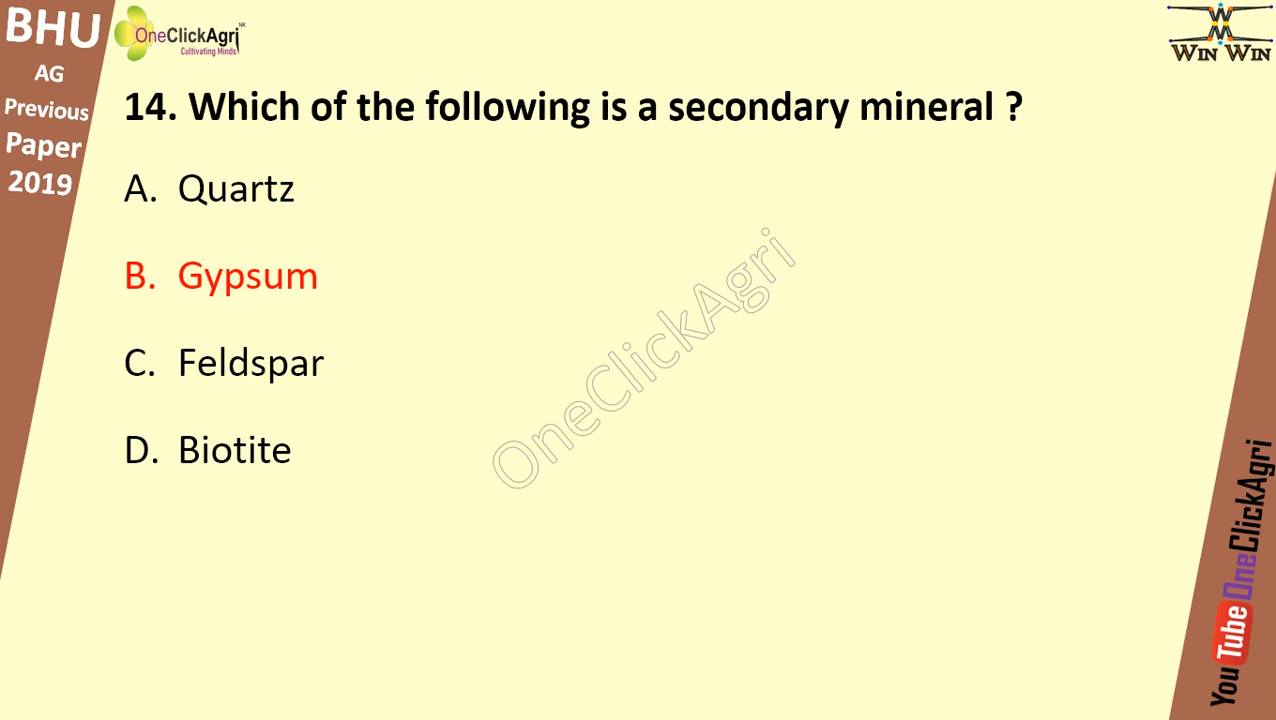 BHU
AG
Previous
Paper
2019
OneClickAgri NK
Cultivating Minds
WIN WIN
14. Which of the following is a secondary mineral ?
A. Quartz
B. Gypsum
C. Feldspar
D. Biotite
OneClickAgri
YouTube OneClickAgri